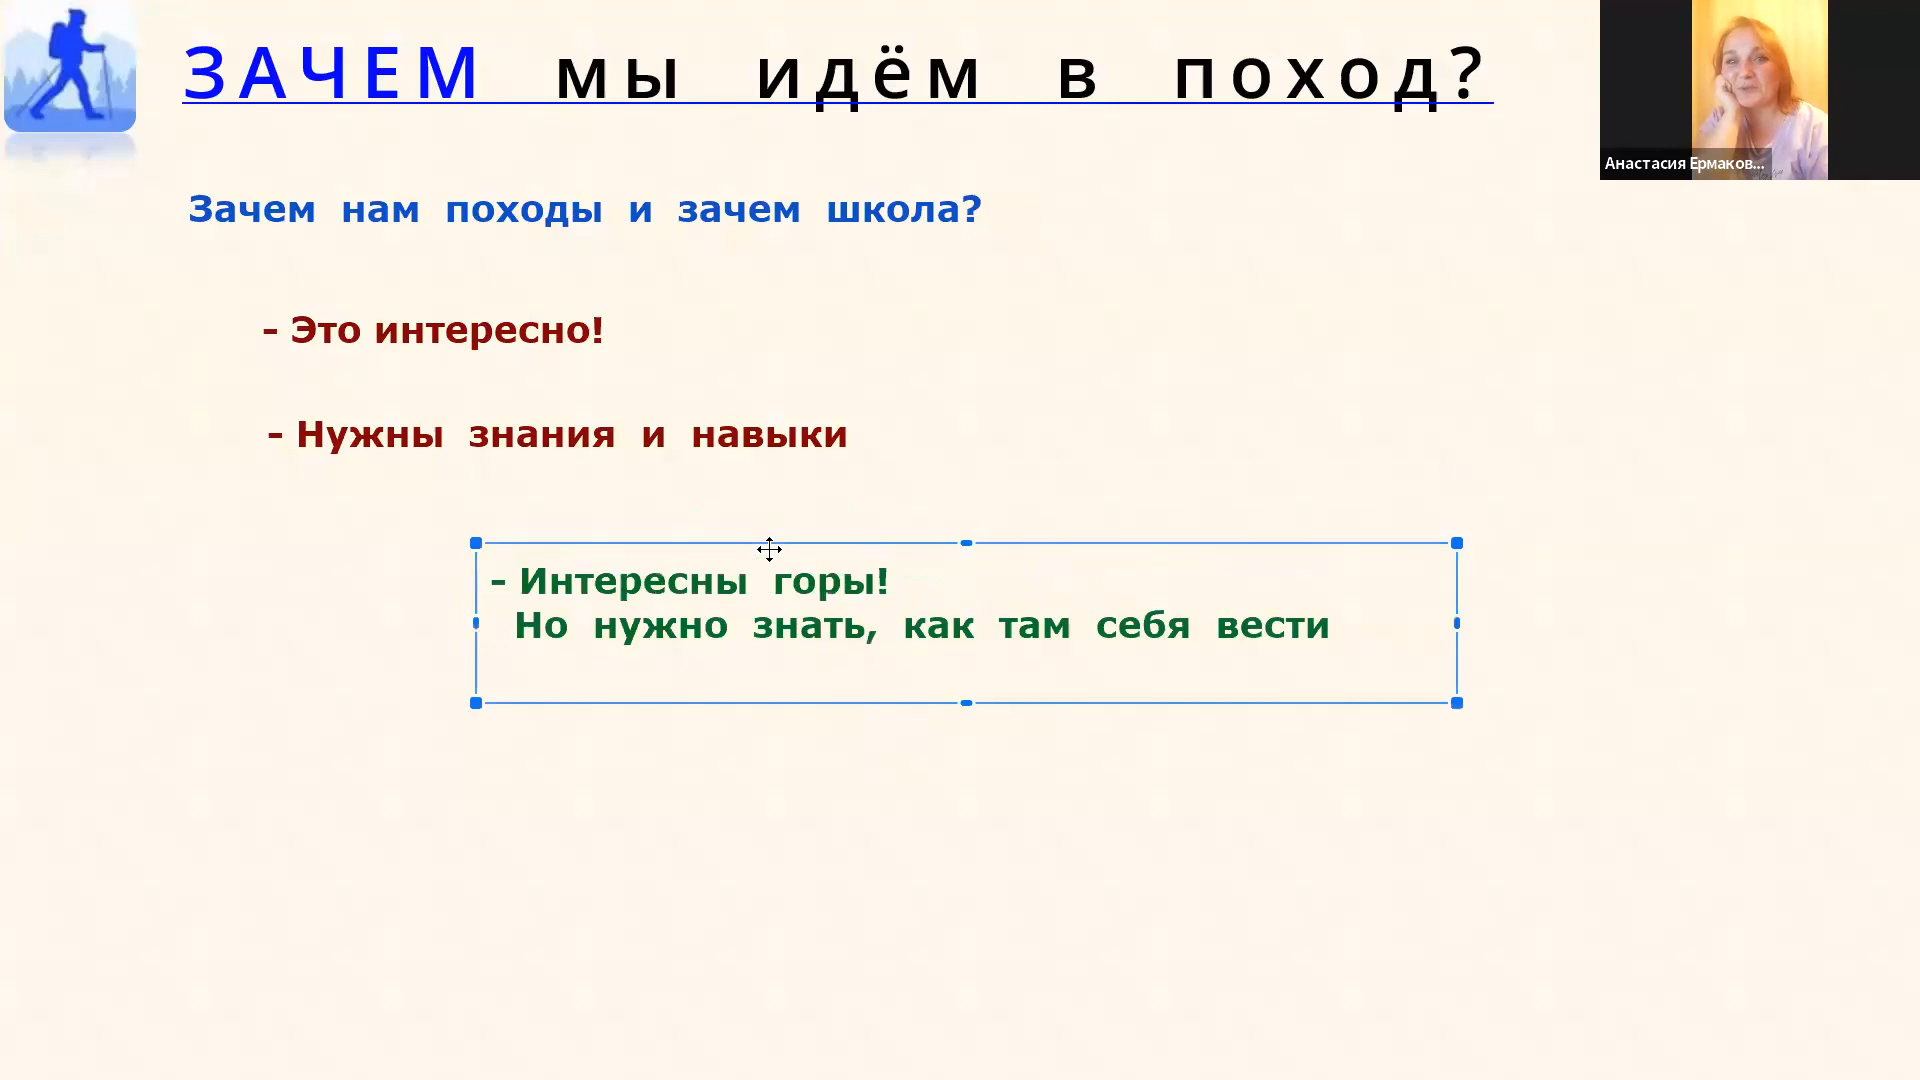 ЗАЧЕМ мы идём в поход?
Анастасия Ермаков...
Зачем нам походы и зачем школа?
- Это интересно!
- Нужны знания и навыки
- Интересны горы!
Но нужно знать, как там себя вести